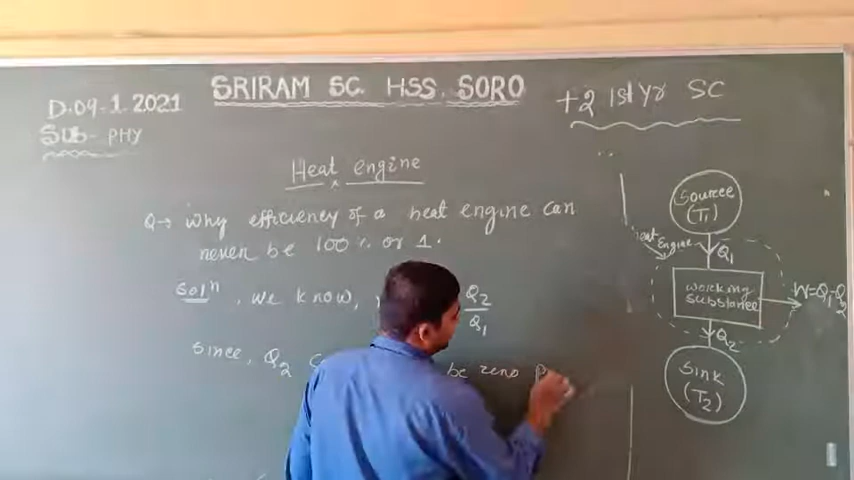 D.09-1.2021
SRIRAM SC. HSS. SORO
+2 1st Yr SC
SUB- PHY
Heat engine
Q→ Why efficiency of a heat engine can
never be 100% or 1.
Solⁿ, We know,
Q₂
Q₁
Since, Q₂
be zero
Source
(T₁)
Heat Engine
Q₁
working
substance
W=Q₁-Q₂
Q₂
Sink
(T₂)